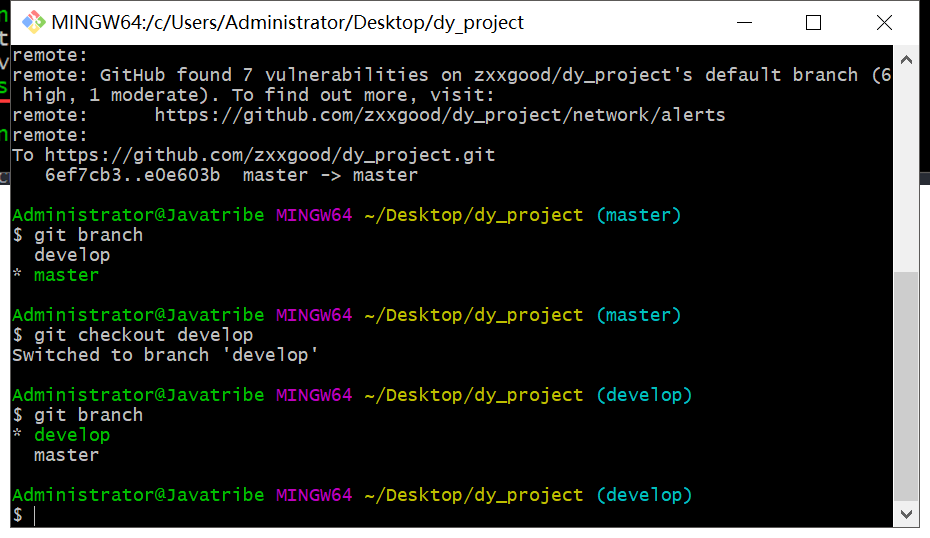 MINGW64:/c/Users/Administrator/Desktop/dy_project
remote:
remote: GitHub found 7 vulnerabilities on zxxgood/dy_project's default branch (6
 high, 1 moderate). To find out more, visit:
remote:      https://github.com/zxxgood/dy_project/network/alerts
remote:
To https://github.com/zxxgood/dy_project.git
   6ef7cb3..e0e603b  master -> master
Administrator@Javatribe MINGW64 ~/Desktop/dy_project (master)
$ git branch
  develop
* master
Administrator@Javatribe MINGW64 ~/Desktop/dy_project (master)
$ git checkout develop
Switched to branch 'develop'
Administrator@Javatribe MINGW64 ~/Desktop/dy_project (develop)
$ git branch
* develop
  master
Administrator@Javatribe MINGW64 ~/Desktop/dy_project (develop)
$